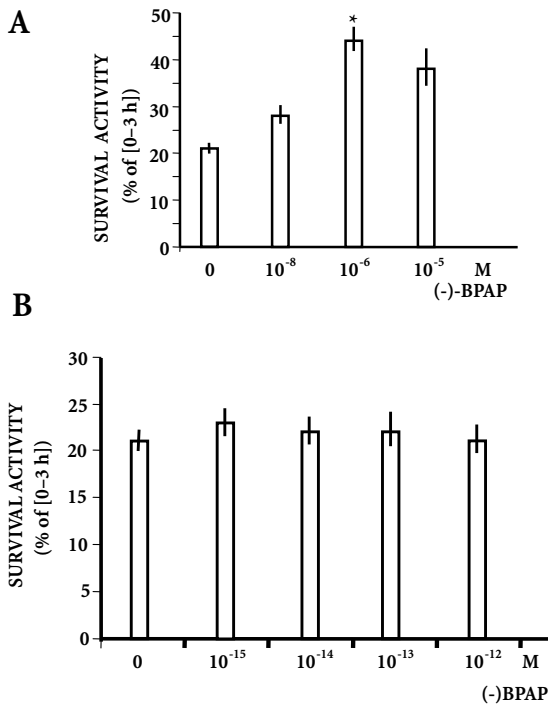 A
SURVIVAL ACTIVITY
(% of [0–3 h])
50
40
30
20
10
0
*
0 10⁻⁸ 10⁻⁶ 10⁻⁵ M
(-)-BPAP
B
SURVIVAL ACTIVITY
(% of [0–3 h])
30
25
20
15
10
5
0
0 10⁻¹⁵ 10⁻¹⁴ 10⁻¹³ 10⁻¹² M
(-)-BPAP